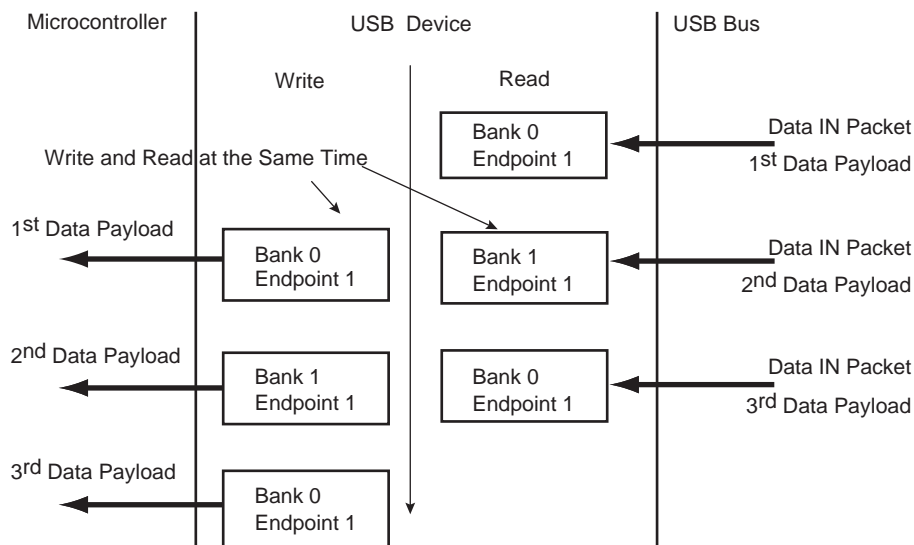 Microcontroller
USB Device
USB Bus
Write
Read
Bank 0
Endpoint 1
Data IN Packet
1st Data Payload
Write and Read at the Same Time
1st Data Payload
Bank 0
Endpoint 1
Bank 1
Endpoint 1
Data IN Packet
2nd Data Payload
2nd Data Payload
Bank 1
Endpoint 1
Bank 0
Endpoint 1
Data IN Packet
3rd Data Payload
3rd Data Payload
Bank 0
Endpoint 1